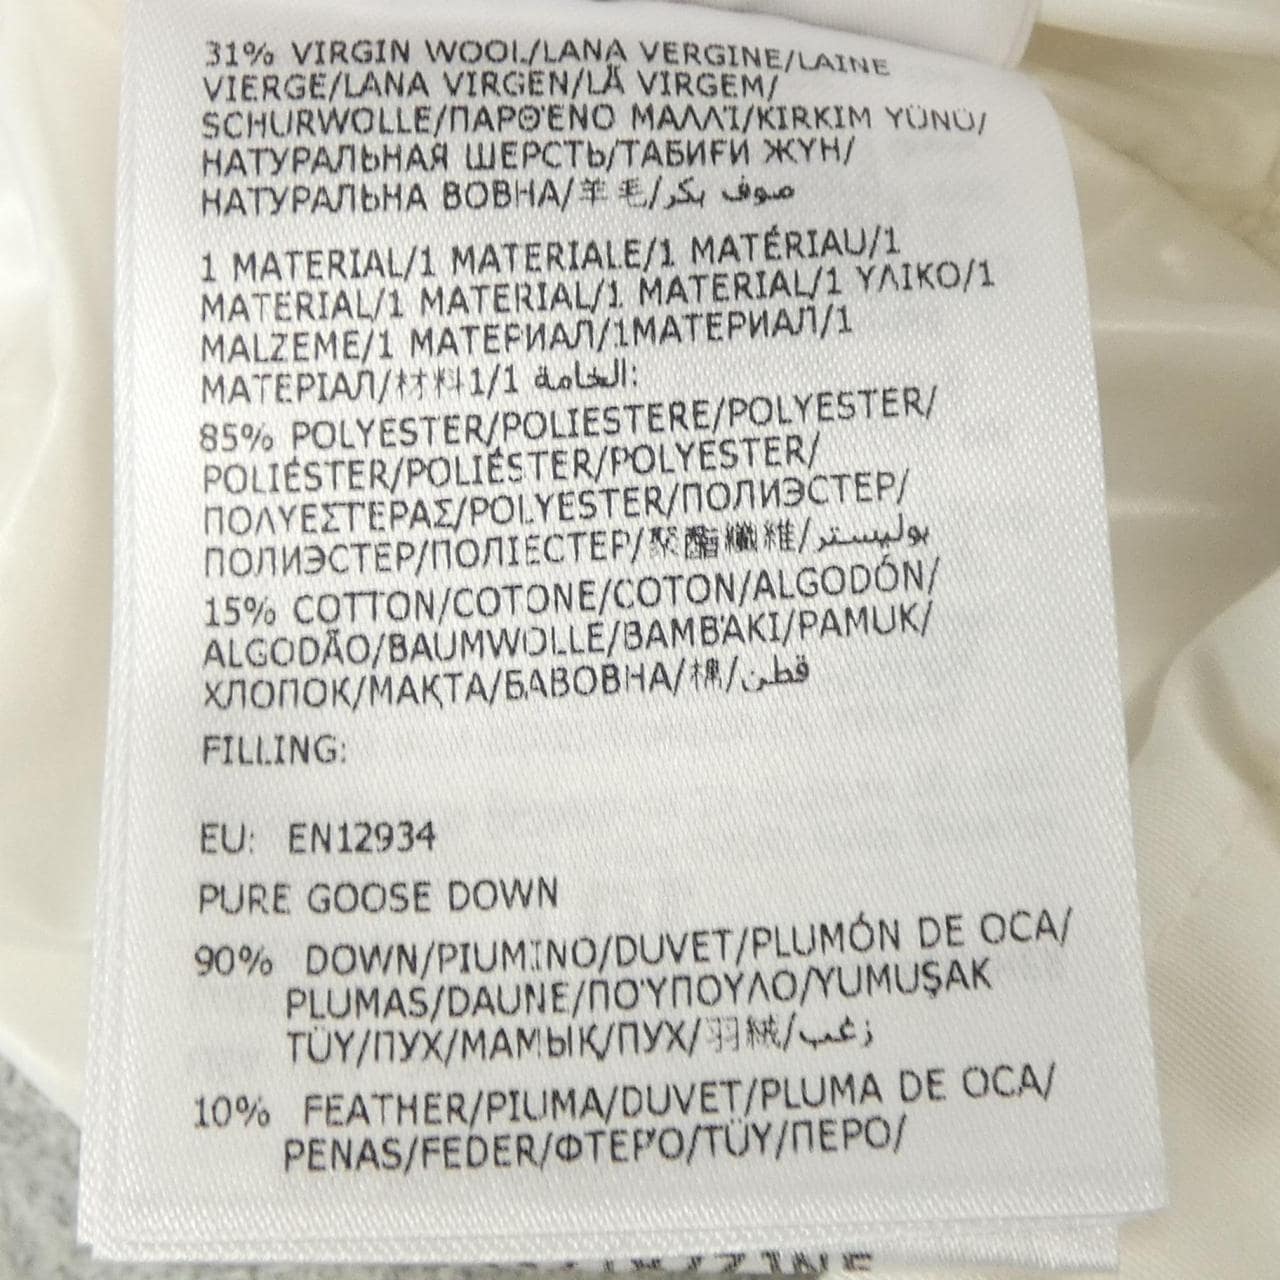 31% VIRGIN WOOL/LANA VERGINE/LAINE
VIERGE/LANA VIRGEN/LÃ VIRGEM/
SCHURWOLLE/ΠΑΡΘΈΝΟ ΜΑΛΛΊ/KIRKIM YÜNÜ/
НАТУРАЛЬНАЯ ШЕРСТЬ/ТАБИҒИ ЖҮН/
НАТУРАЛЬНА ВОВНА/羊毛/صوف بكر
1 MATERIAL/1 MATERIALE/1 MATÉRIAU/1
MATERIAL/1 MATERIAL/1 MATERIAL/1 ΥΛΙΚΟ/1
MALZEME/1 МАТЕРИАЛ/1МАТЕРИАЛ/1
МАТЕРІАЛ/材料1/1 الخامة:
85% POLYESTER/POLIESTERE/POLYESTER/
POLIÉSTER/POLIÉSTER/POLYESTER/
ΠΟΛΥΕΣΤΕΡΑΣ/POLYESTER/ПОЛИЭСТЕР/
ПОЛИЭСТЕР/ПОЛІЕСТЕР/聚酯纖維/بوليستر
15% COTTON/COTONE/COTON/ALGODÓN/
ALGODÃO/BAUMWOLLE/ΒΑΜΒΆΚΙ/PAMUK/
ХЛОПОК/МАҚТА/БАВОВНА/棉/قطن
FILLING:
EU: EN12934
PURE GOOSE DOWN
90% DOWN/PIUMINO/DUVET/PLUMÓN DE OCA/
PLUMAS/DAUNE/ΠΟΎΠΟΥΛΟ/YUMUŞAK
TÜY/ПУХ/МАМЫҚ/ПУХ/羽絨/زغب
10% FEATHER/PIUMA/DUVET/PLUMA DE OCA/
PENAS/FEDER/ΦΤΕΡΌ/TÜY/ПЕРО/